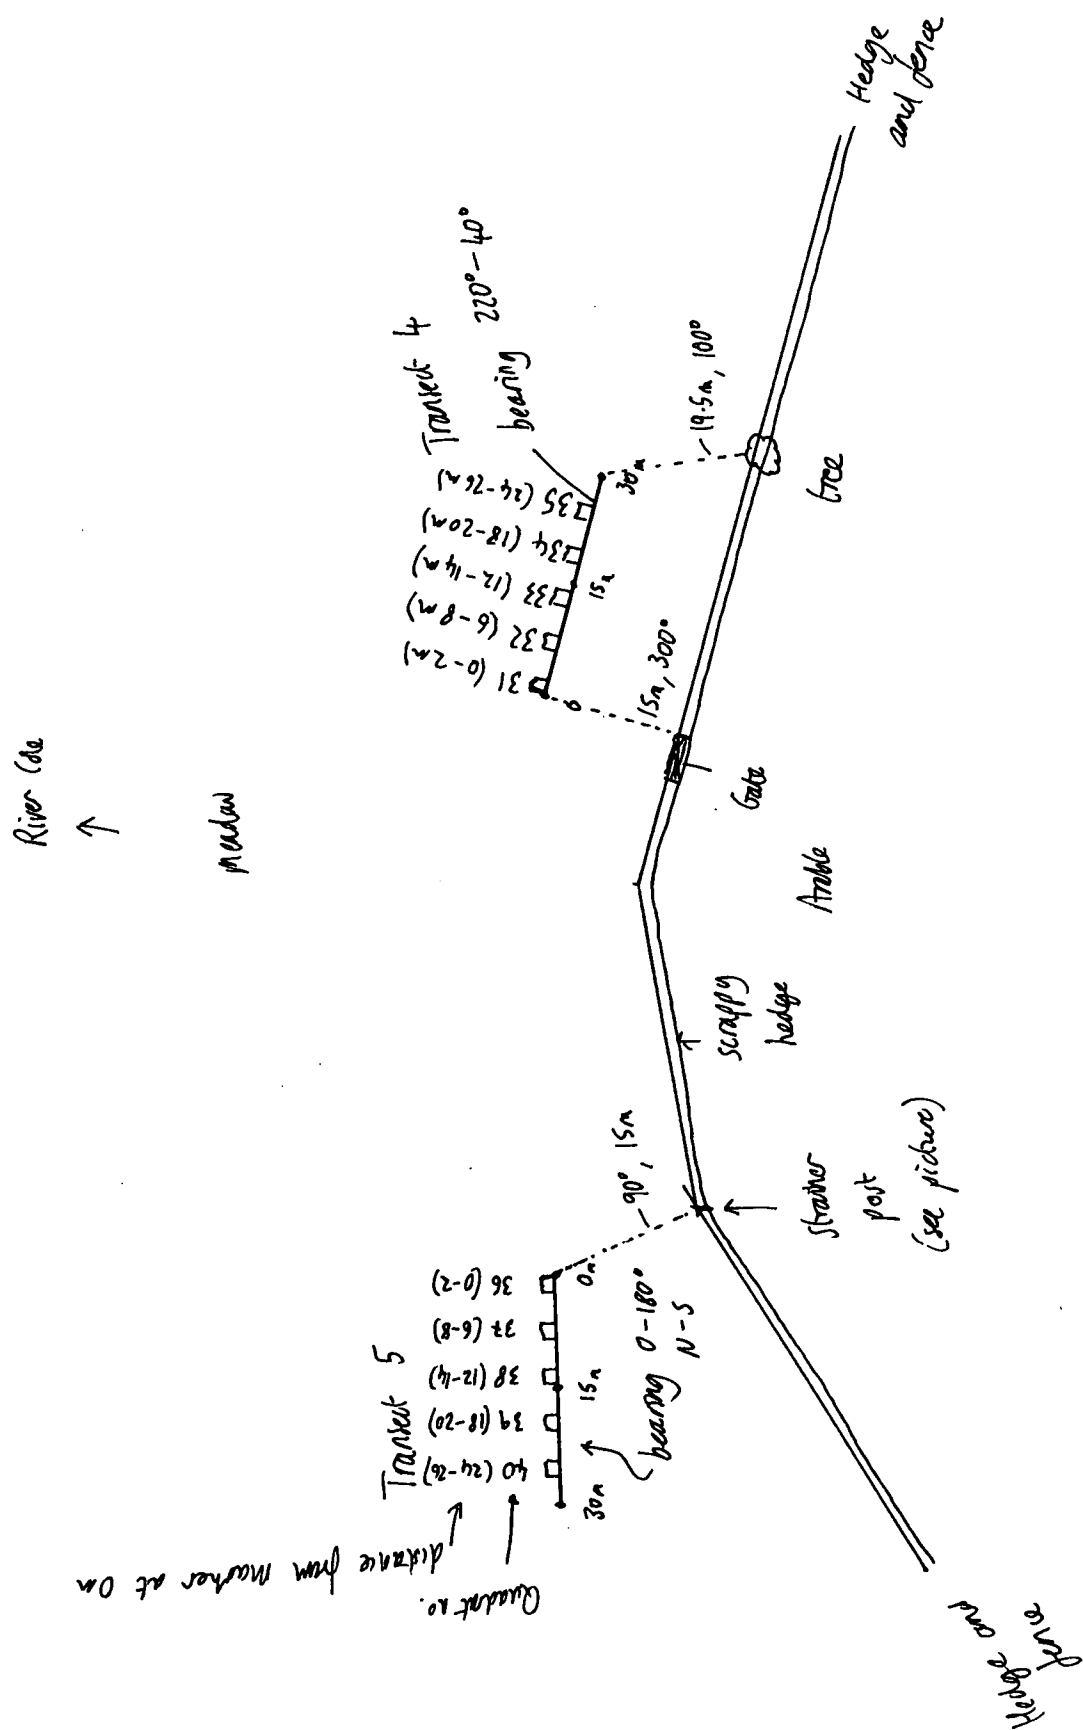 River Cole
meadow
Transect 4
bearing 220°-40°
31 (0-2m)
32 (6-8m)
33 (12-14m)
34 (18-20m)
35 (24-26m)
0
15m
30m
15m, 300°
19.5m, 100°
Hedge
and fence
tree
Gate
Arable
scrappy
hedge
Strainer
post
(see picture)
90°, 15m
Transect 5
36 (0-2)
37 (6-8)
38 (12-14)
39 (18-20)
40 (24-26)
0m
15m
30m
bearing 0-180°
N-S
Quadrat no.
distance from marker at 0m
Hedge and
fence